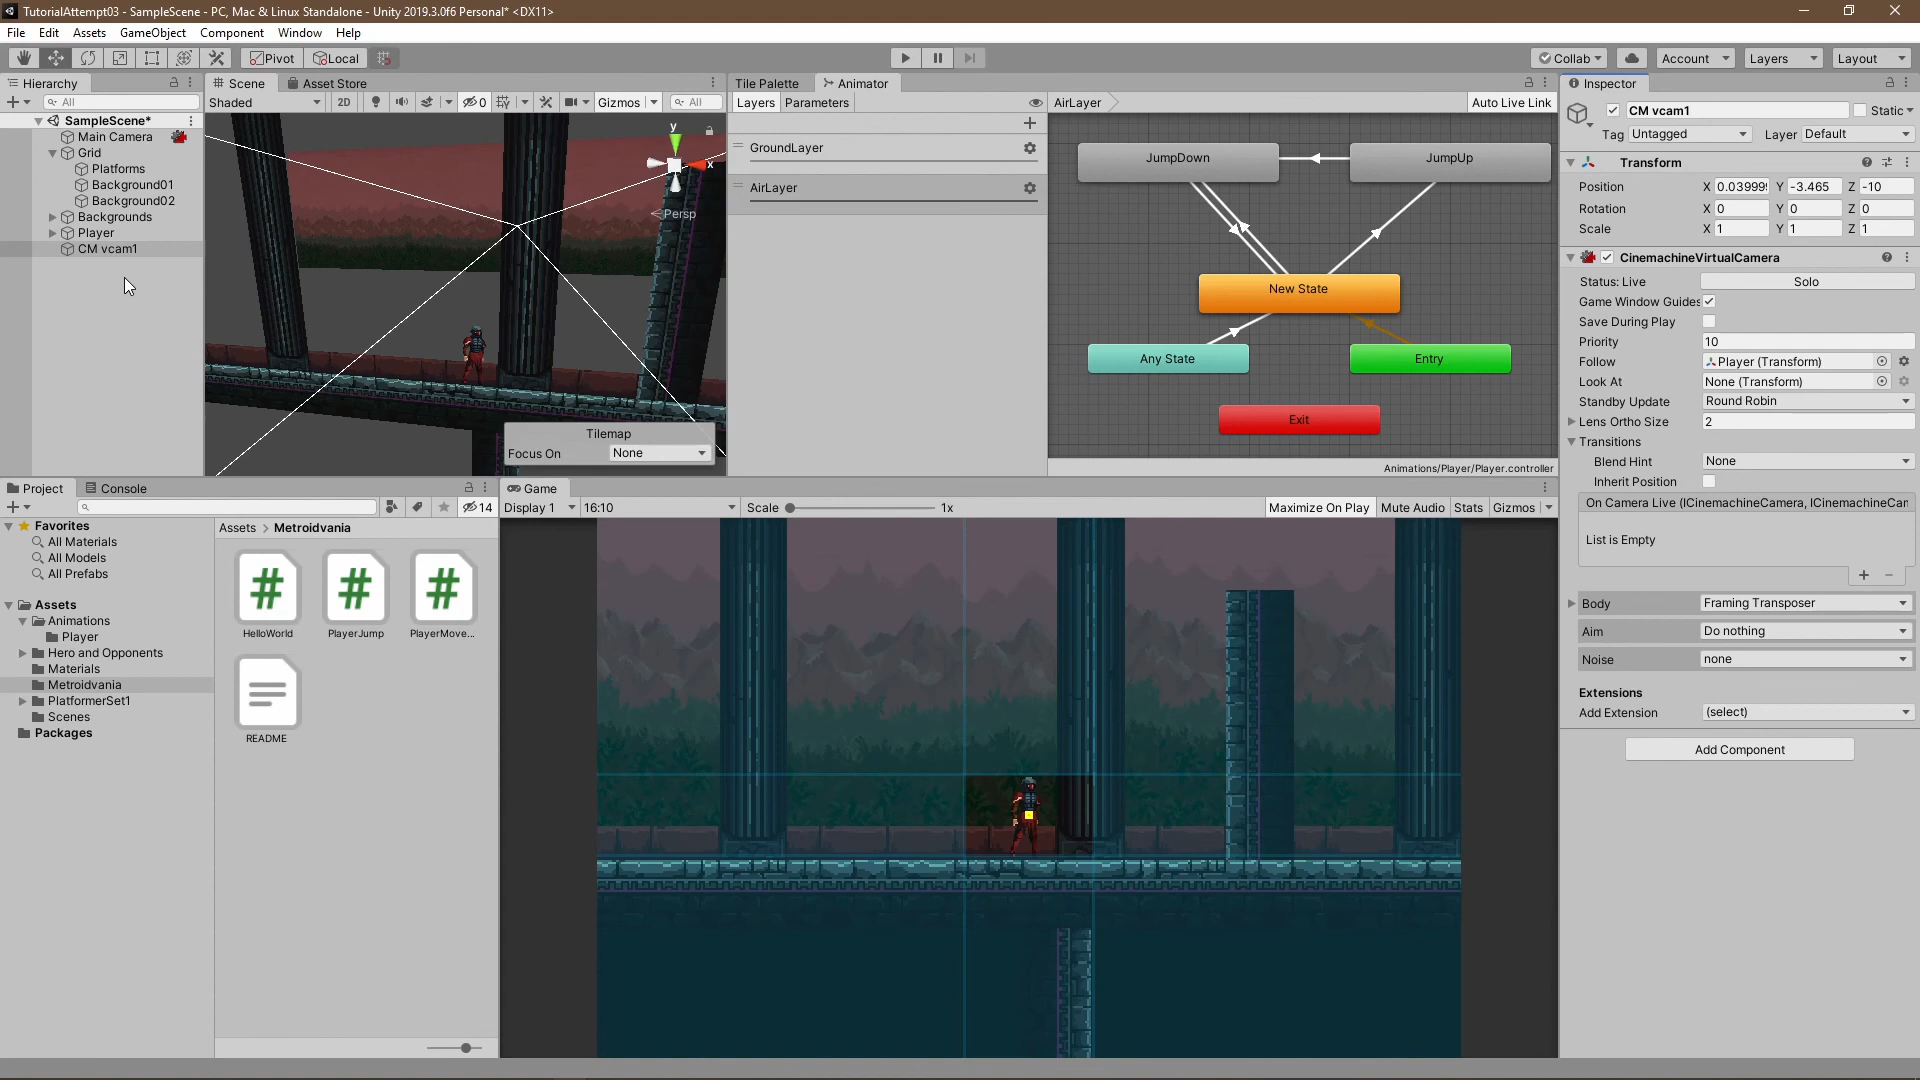 TutorialAttempt03 - SampleScene - PC, Mac & Linux Standalone - Unity 2019.3.0f6 Personal* <DX11>
File Edit Assets GameObject Component Window Help
Pivot Local Collab Account Layers Layout
Hierarchy
All
SampleScene*
Main Camera
Grid
Platforms
Background01
Background02
Backgrounds
Player
CM vcam1
Scene Asset Store
Shaded 2D 0 Gizmos All
y
x
Persp
Tilemap
Focus On None
Tile Palette Animator
Layers Parameters AirLayer Auto Live Link
GroundLayer
AirLayer
JumpDown JumpUp
New State
Any State Entry
Exit
Animations/Player/Player.controller
Inspector
CM vcam1 Static
Tag Untagged Layer Default
Transform
Position X 0.03999 Y -3.465 Z -10
Rotation X 0 Y 0 Z 0
Scale X 1 Y 1 Z 1
CinemachineVirtualCamera
Status: Live Solo
Game Window Guides
Save During Play
Priority 10
Follow Player (Transform)
Look At None (Transform)
Standby Update Round Robin
Lens Ortho Size 2
Transitions
Blend Hint None
Inherit Position
On Camera Live (ICinemachineCamera, ICinemachineCar
List is Empty
Body Framing Transposer
Aim Do nothing
Noise none
Extensions
Add Extension (select)
Add Component
Project Console
14
Favorites
All Materials
All Models
All Prefabs
Assets
Animations
Player
Hero and Opponents
Materials
Metroidvania
PlatformerSet1
Scenes
Packages
Assets > Metroidvania
HelloWorld PlayerJump PlayerMove...
README
Game
Display 1 16:10 Scale 1x Maximize On Play Mute Audio Stats Gizmos